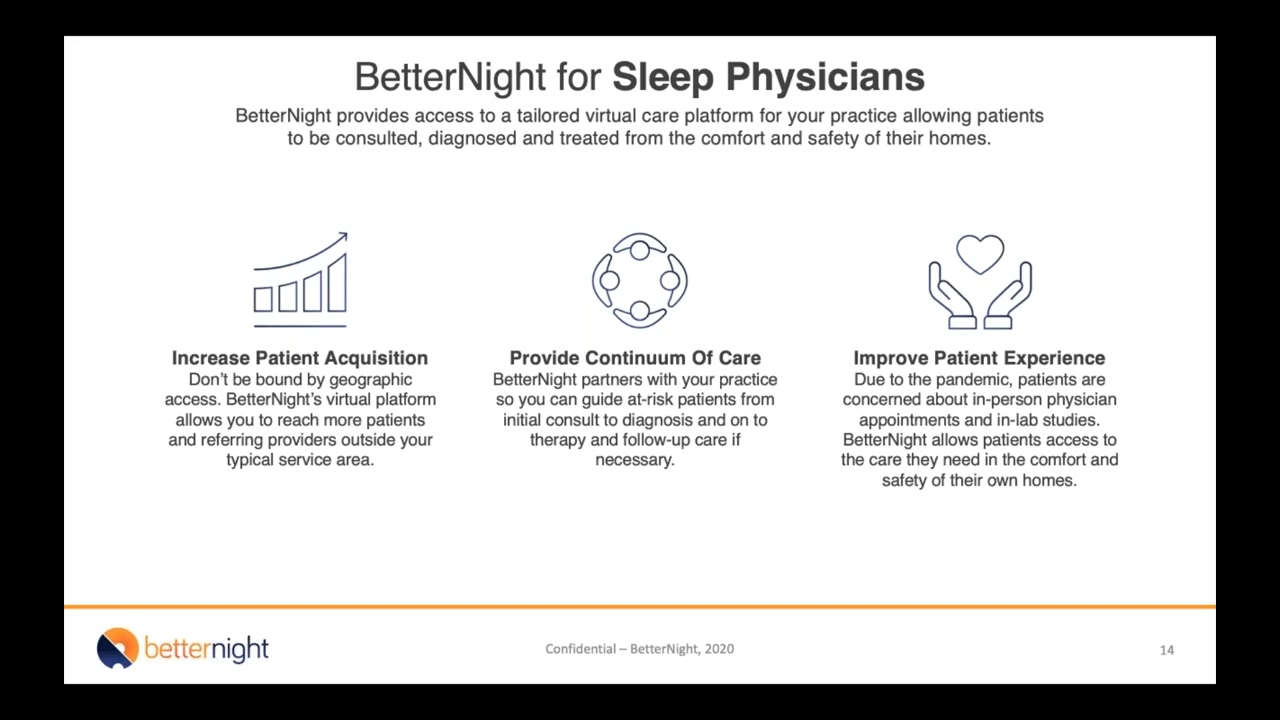 BetterNight for Sleep Physicians
BetterNight provides access to a tailored virtual care platform for your practice allowing patients
to be consulted, diagnosed and treated from the comfort and safety of their homes.
Increase Patient Acquisition
Don’t be bound by geographic
access. BetterNight’s virtual platform
allows you to reach more patients
and referring providers outside your
typical service area.
Provide Continuum Of Care
BetterNight partners with your practice
so you can guide at-risk patients from
initial consult to diagnosis and on to
therapy and follow-up care if
necessary.
Improve Patient Experience
Due to the pandemic, patients are
concerned about in-person physician
appointments and in-lab studies.
BetterNight allows patients access to
the care they need in the comfort and
safety of their own homes.
betternight
Confidential – BetterNight, 2020
14